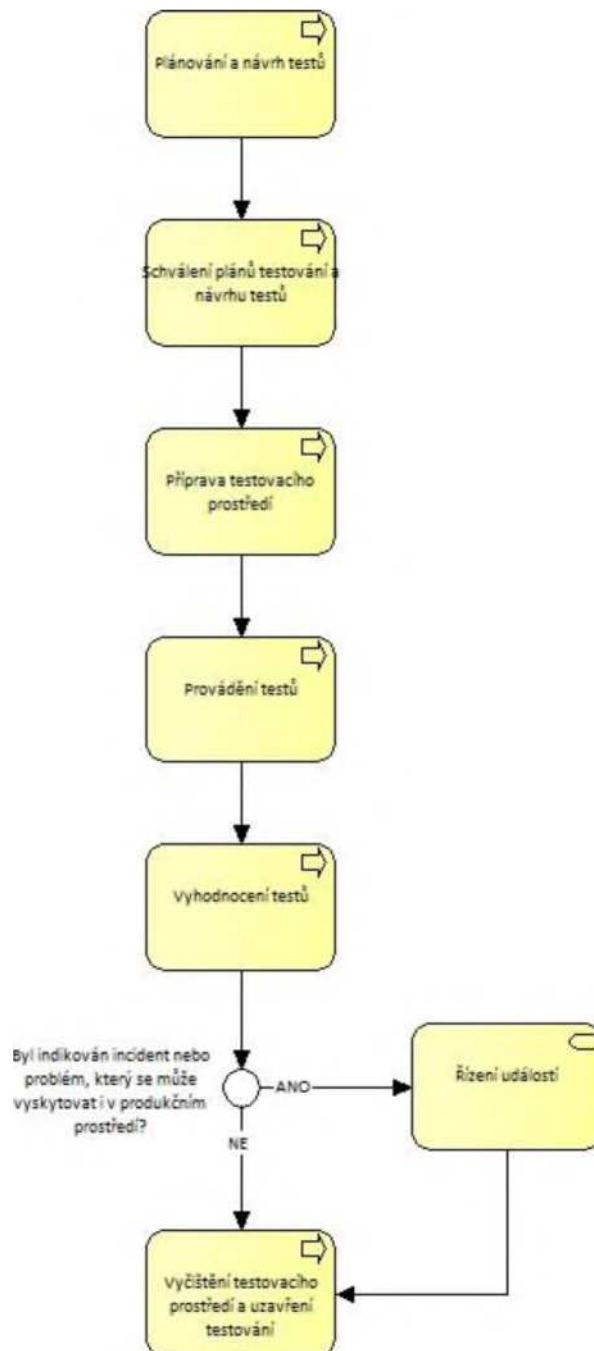 Plánování a návrh testů
Schválení plánů testování a
návrhu testů
Příprava testovacího
prostředí
Provádění testů
Vyhodnocení testů
Byl indikován incident nebo
problém, který se může
vyskytovat i v produkčním
prostředí?
ANO
Řízení událostí
NE
Vyčištění testovacího
prostředí a uzavření
testování